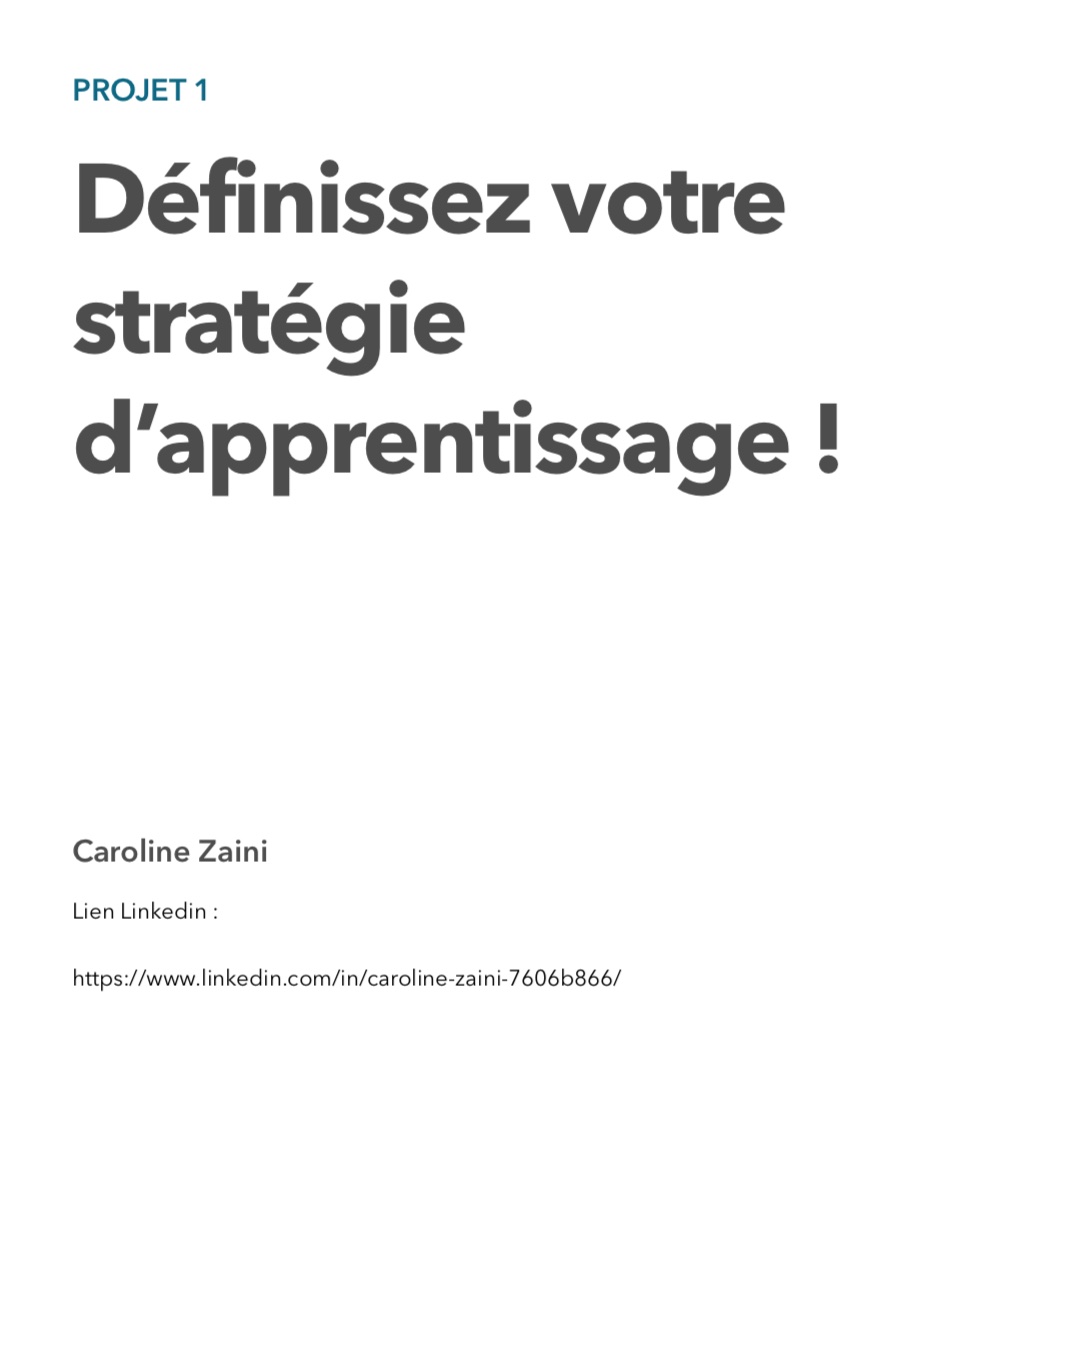 PROJET 1
Définissez votre
stratégie
d’apprentissage !
Caroline Zaini
Lien Linkedin :
https://www.linkedin.com/in/caroline-zaini-7606b866/